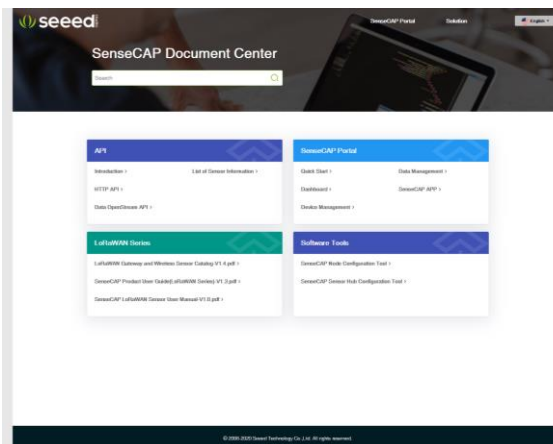 seeed
SenseCAP Portal
Solution
English
SenseCAP Document Center
Search
API
Introduction >
List of Sensor Information >
HTTP API >
Data OpenStream API >
SenseCAP Portal
Quick Start >
Data Management >
Dashboard >
SenseCAP APP >
Device Management >
LoRaWAN Series
LoRaWAN Gateway and Wireless Sensor Catalog V1.4.pdf >
SenseCAP Product User Guide(LoRaWAN Series)-V1.3.pdf >
SenseCAP LoRaWAN Sensor User Manual-V1.0.pdf >
Software Tools
SenseCAP Node Configuration Tool >
SenseCAP Sensor Hub Configuration Tool >
© 2008-2020 Seeed Technology Co.,Ltd. All rights reserved.